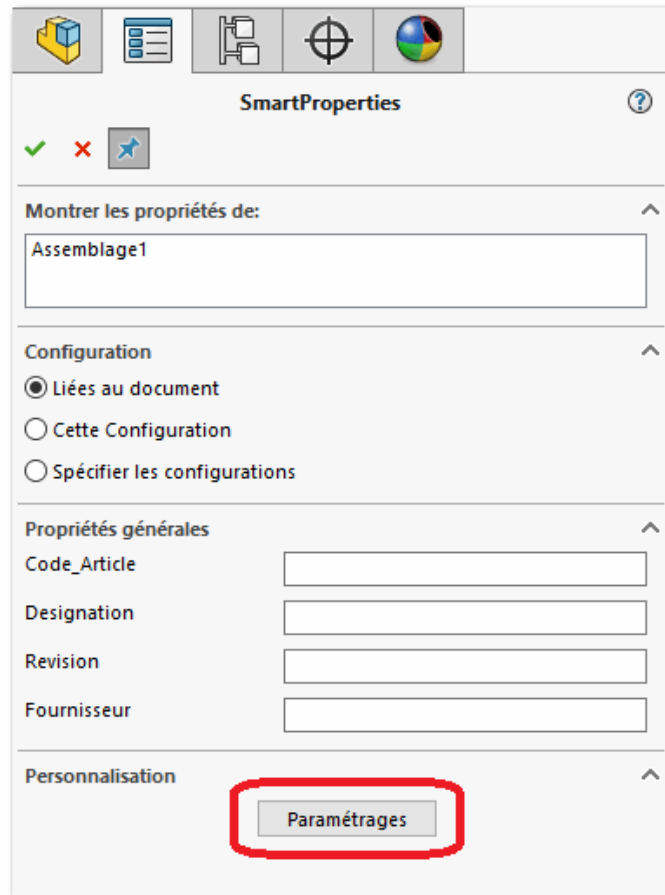 SmartProperties
Montrer les propriétés de:
Assemblage1
Configuration
Liées au document
Cette Configuration
Spécifier les configurations
Propriétés générales
Code_Article
Designation
Revision
Fournisseur
Personnalisation
Paramétrages